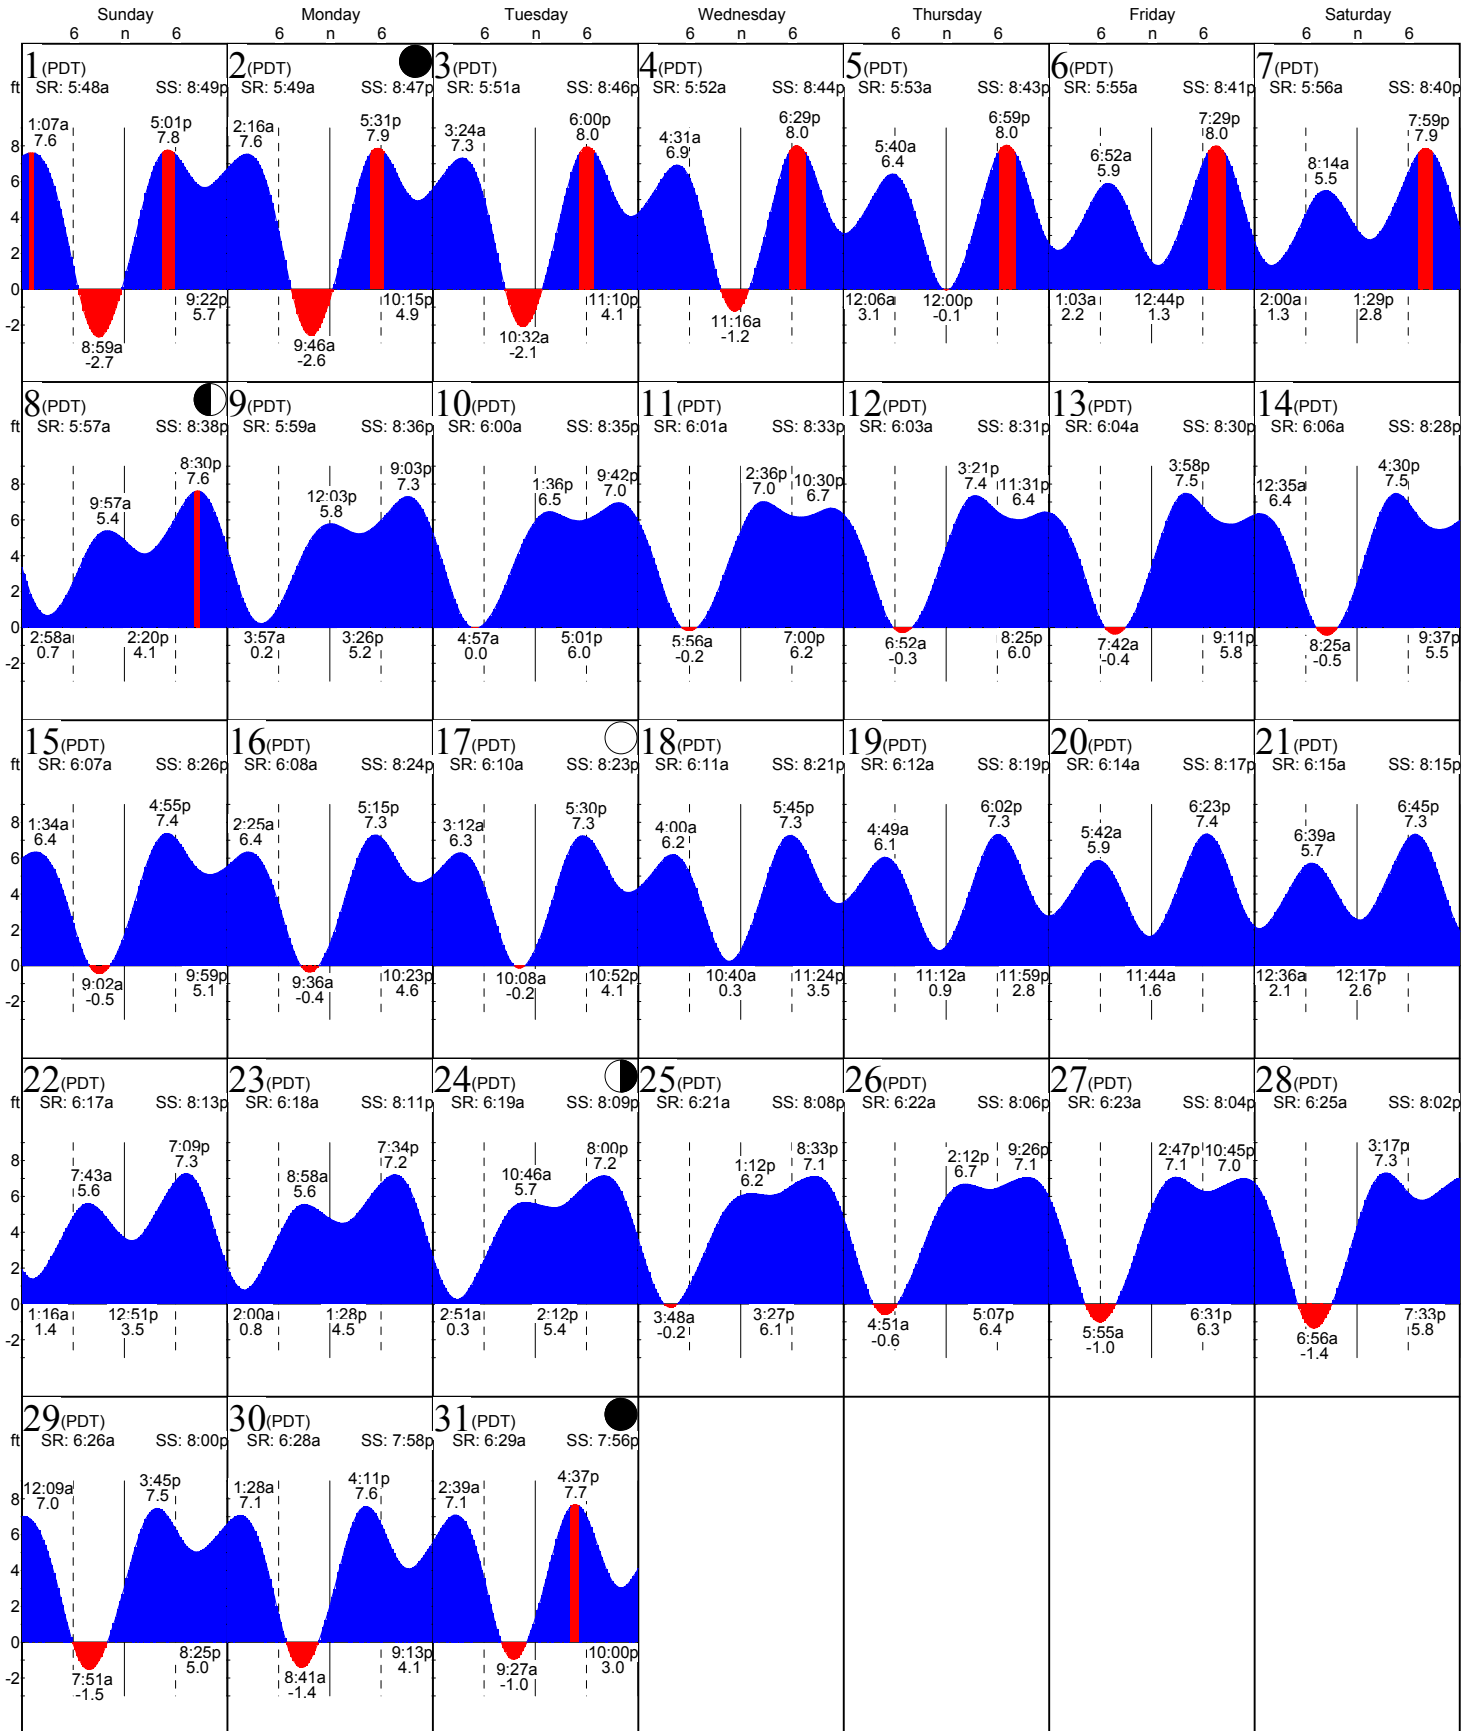 Sunday Monday Tuesday Wednesday Thursday Friday Saturday
6 n 6 6 n 6 6 n 6 6 n 6 6 n 6 6 n 6 6 n 6
1(PDT) 2(PDT) 3(PDT) 4(PDT) 5(PDT) 6(PDT) 7(PDT)
ft SR: 5:48a SS: 8:49p SR: 5:49a SS: 8:47p SR: 5:51a SS: 8:46p SR: 5:52a SS: 8:44p SR: 5:53a SS: 8:43p SR: 5:55a SS: 8:41p SR: 5:56a SS: 8:40p
1:07a 5:01p 2:16a 5:31p 3:24a 6:00p 4:31a 6:29p 5:40a 6:59p 6:52a 7:29p 8:14a 7:59p
7.6 7.8 7.6 7.9 7.3 8.0 6.9 8.0 6.4 8.0 5.9 8.0 5.5 7.9
8
6
4
2
0
-2
8:59a 9:22p 9:46a 10:15p 10:32a 11:10p 11:16a 12:06a 12:00p 1:03a 12:44p 2:00a 1:29p
-2.7 5.7 -2.6 4.9 -2.1 4.1 -1.2 3.1 -0.1 2.2 1.3 1.3 2.8
8(PDT) 9(PDT) 10(PDT) 11(PDT) 12(PDT) 13(PDT) 14(PDT)
ft SR: 5:57a SS: 8:38p SR: 5:59a SS: 8:36p SR: 6:00a SS: 8:35p SR: 6:01a SS: 8:33p SR: 6:03a SS: 8:31p SR: 6:04a SS: 8:30p SR: 6:06a SS: 8:28p
9:57a 8:30p 12:03p 9:03p 1:36p 9:42p 2:36p 10:30p 3:21p 11:31p 3:58p 12:35a 4:30p
5.4 7.6 5.8 7.3 6.5 7.0 7.0 6.7 7.4 6.4 7.5 6.4 7.5
8
6
4
2
0
-2
2:58a 2:20p 3:57a 3:26p 4:57a 5:01p 5:56a 7:00p 6:52a 8:25p 7:42a 9:11p 8:25a 9:37p
0.7 4.1 0.2 5.2 0.0 6.0 -0.2 6.2 -0.3 6.0 -0.4 5.8 -0.5 5.5
15(PDT) 16(PDT) 17(PDT) 18(PDT) 19(PDT) 20(PDT) 21(PDT)
ft SR: 6:07a SS: 8:26p SR: 6:08a SS: 8:24p SR: 6:10a SS: 8:23p SR: 6:11a SS: 8:21p SR: 6:12a SS: 8:19p SR: 6:14a SS: 8:17p SR: 6:15a SS: 8:15p
1:34a 4:55p 2:25a 5:15p 3:12a 5:30p 4:00a 5:45p 4:49a 6:02p 5:42a 6:23p 6:39a 6:45p
6.4 7.4 6.4 7.3 6.3 7.3 6.2 7.3 6.1 7.3 5.9 7.4 5.7 7.3
8
6
4
2
0
-2
9:02a 9:59p 9:36a 10:23p 10:08a 10:52p 10:40a 11:24p 11:12a 11:59p 11:44a 12:36a 12:17p
-0.5 5.1 -0.4 4.6 -0.2 4.1 0.3 3.5 0.9 2.8 1.6 2.1 2.6
22(PDT) 23(PDT) 24(PDT) 25(PDT) 26(PDT) 27(PDT) 28(PDT)
ft SR: 6:17a SS: 8:13p SR: 6:18a SS: 8:11p SR: 6:19a SS: 8:09p SR: 6:21a SS: 8:08p SR: 6:22a SS: 8:06p SR: 6:23a SS: 8:04p SR: 6:25a SS: 8:02p
7:43a 7:09p 8:58a 7:34p 10:46a 8:00p 1:12p 8:33p 2:12p 9:26p 2:47p 10:45p 3:17p
5.6 7.3 5.6 7.2 5.7 7.2 6.2 7.1 6.7 7.1 7.1 7.0 7.3
8
6
4
2
0
-2
1:16a 12:51p 2:00a 1:28p 2:51a 2:12p 3:48a 3:27p 4:51a 5:07p 5:55a 6:31p 6:56a 7:33p
1.4 3.5 0.8 4.5 0.3 5.4 -0.2 6.1 -0.6 6.4 -1.0 6.3 -1.4 5.8
29(PDT) 30(PDT) 31(PDT)
ft SR: 6:26a SS: 8:00p SR: 6:28a SS: 7:58p SR: 6:29a SS: 7:56p
12:09a 3:45p 1:28a 4:11p 2:39a 4:37p
7.0 7.5 7.1 7.6 7.1 7.7
8
6
4
2
0
-2
7:51a 8:25p 8:41a 9:13p 9:27a 10:00p
-1.5 5.0 -1.4 4.1 -1.0 3.0